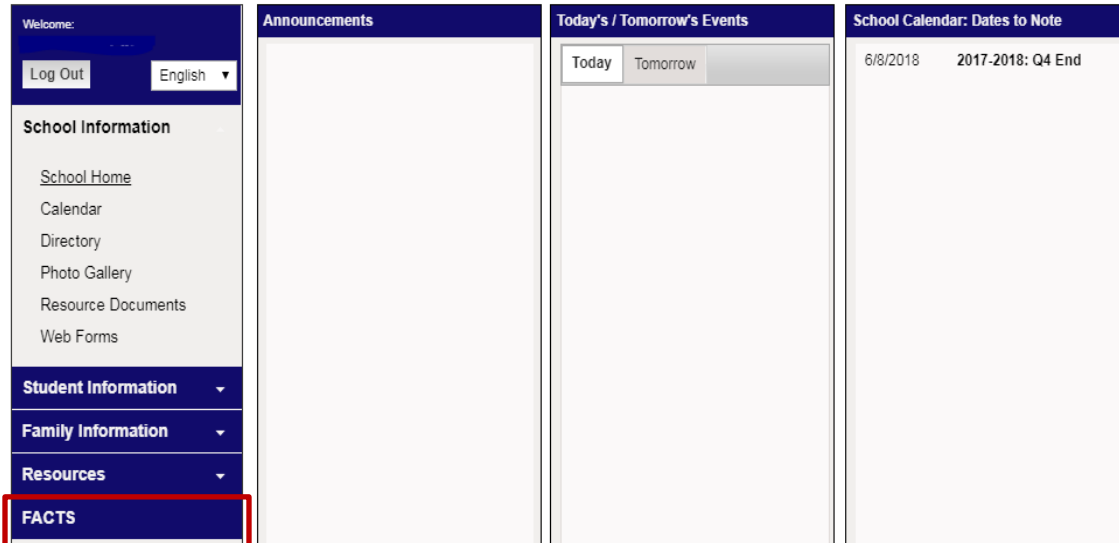 Welcome:
Log Out
English
School Information
School Home
Calendar
Directory
Photo Gallery
Resource Documents
Web Forms
Student Information
Family Information
Resources
FACTS
Announcements
Today's / Tomorrow's Events
Today Tomorrow
School Calendar: Dates to Note
6/8/2018 2017-2018: Q4 End